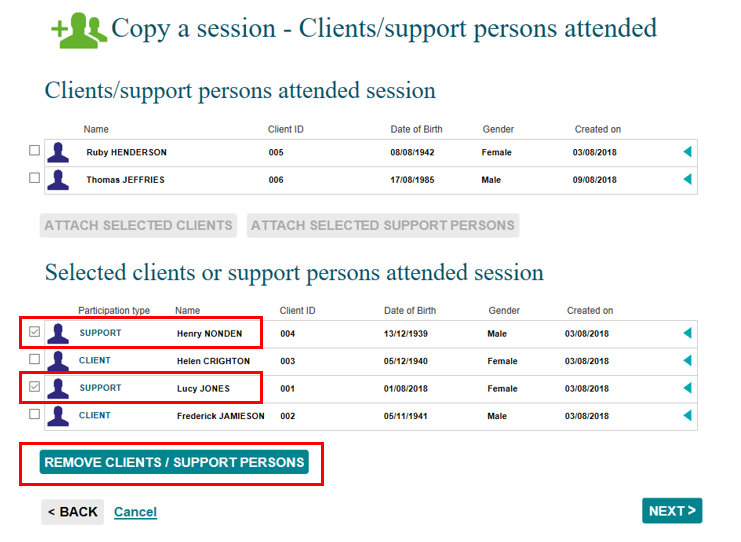 Copy a session - Clients/support persons attended
Clients/support persons attended session
Name Client ID Date of Birth Gender Created on
Ruby HENDERSON 005 08/08/1942 Female 03/08/2018
Thomas JEFFRIES 006 17/08/1985 Male 09/08/2018
ATTACH SELECTED CLIENTS ATTACH SELECTED SUPPORT PERSONS
Selected clients or support persons attended session
Participation type Name Client ID Date of Birth Gender Created on
SUPPORT Henry NONDEN 004 13/12/1939 Male 03/08/2018
CLIENT Helen CRIGHTON 003 05/12/1940 Female 03/08/2018
SUPPORT Lucy JONES 001 01/08/2018 Female 03/08/2018
CLIENT Frederick JAMIESON 002 05/11/1941 Male 03/08/2018
REMOVE CLIENTS / SUPPORT PERSONS
< BACK Cancel NEXT >